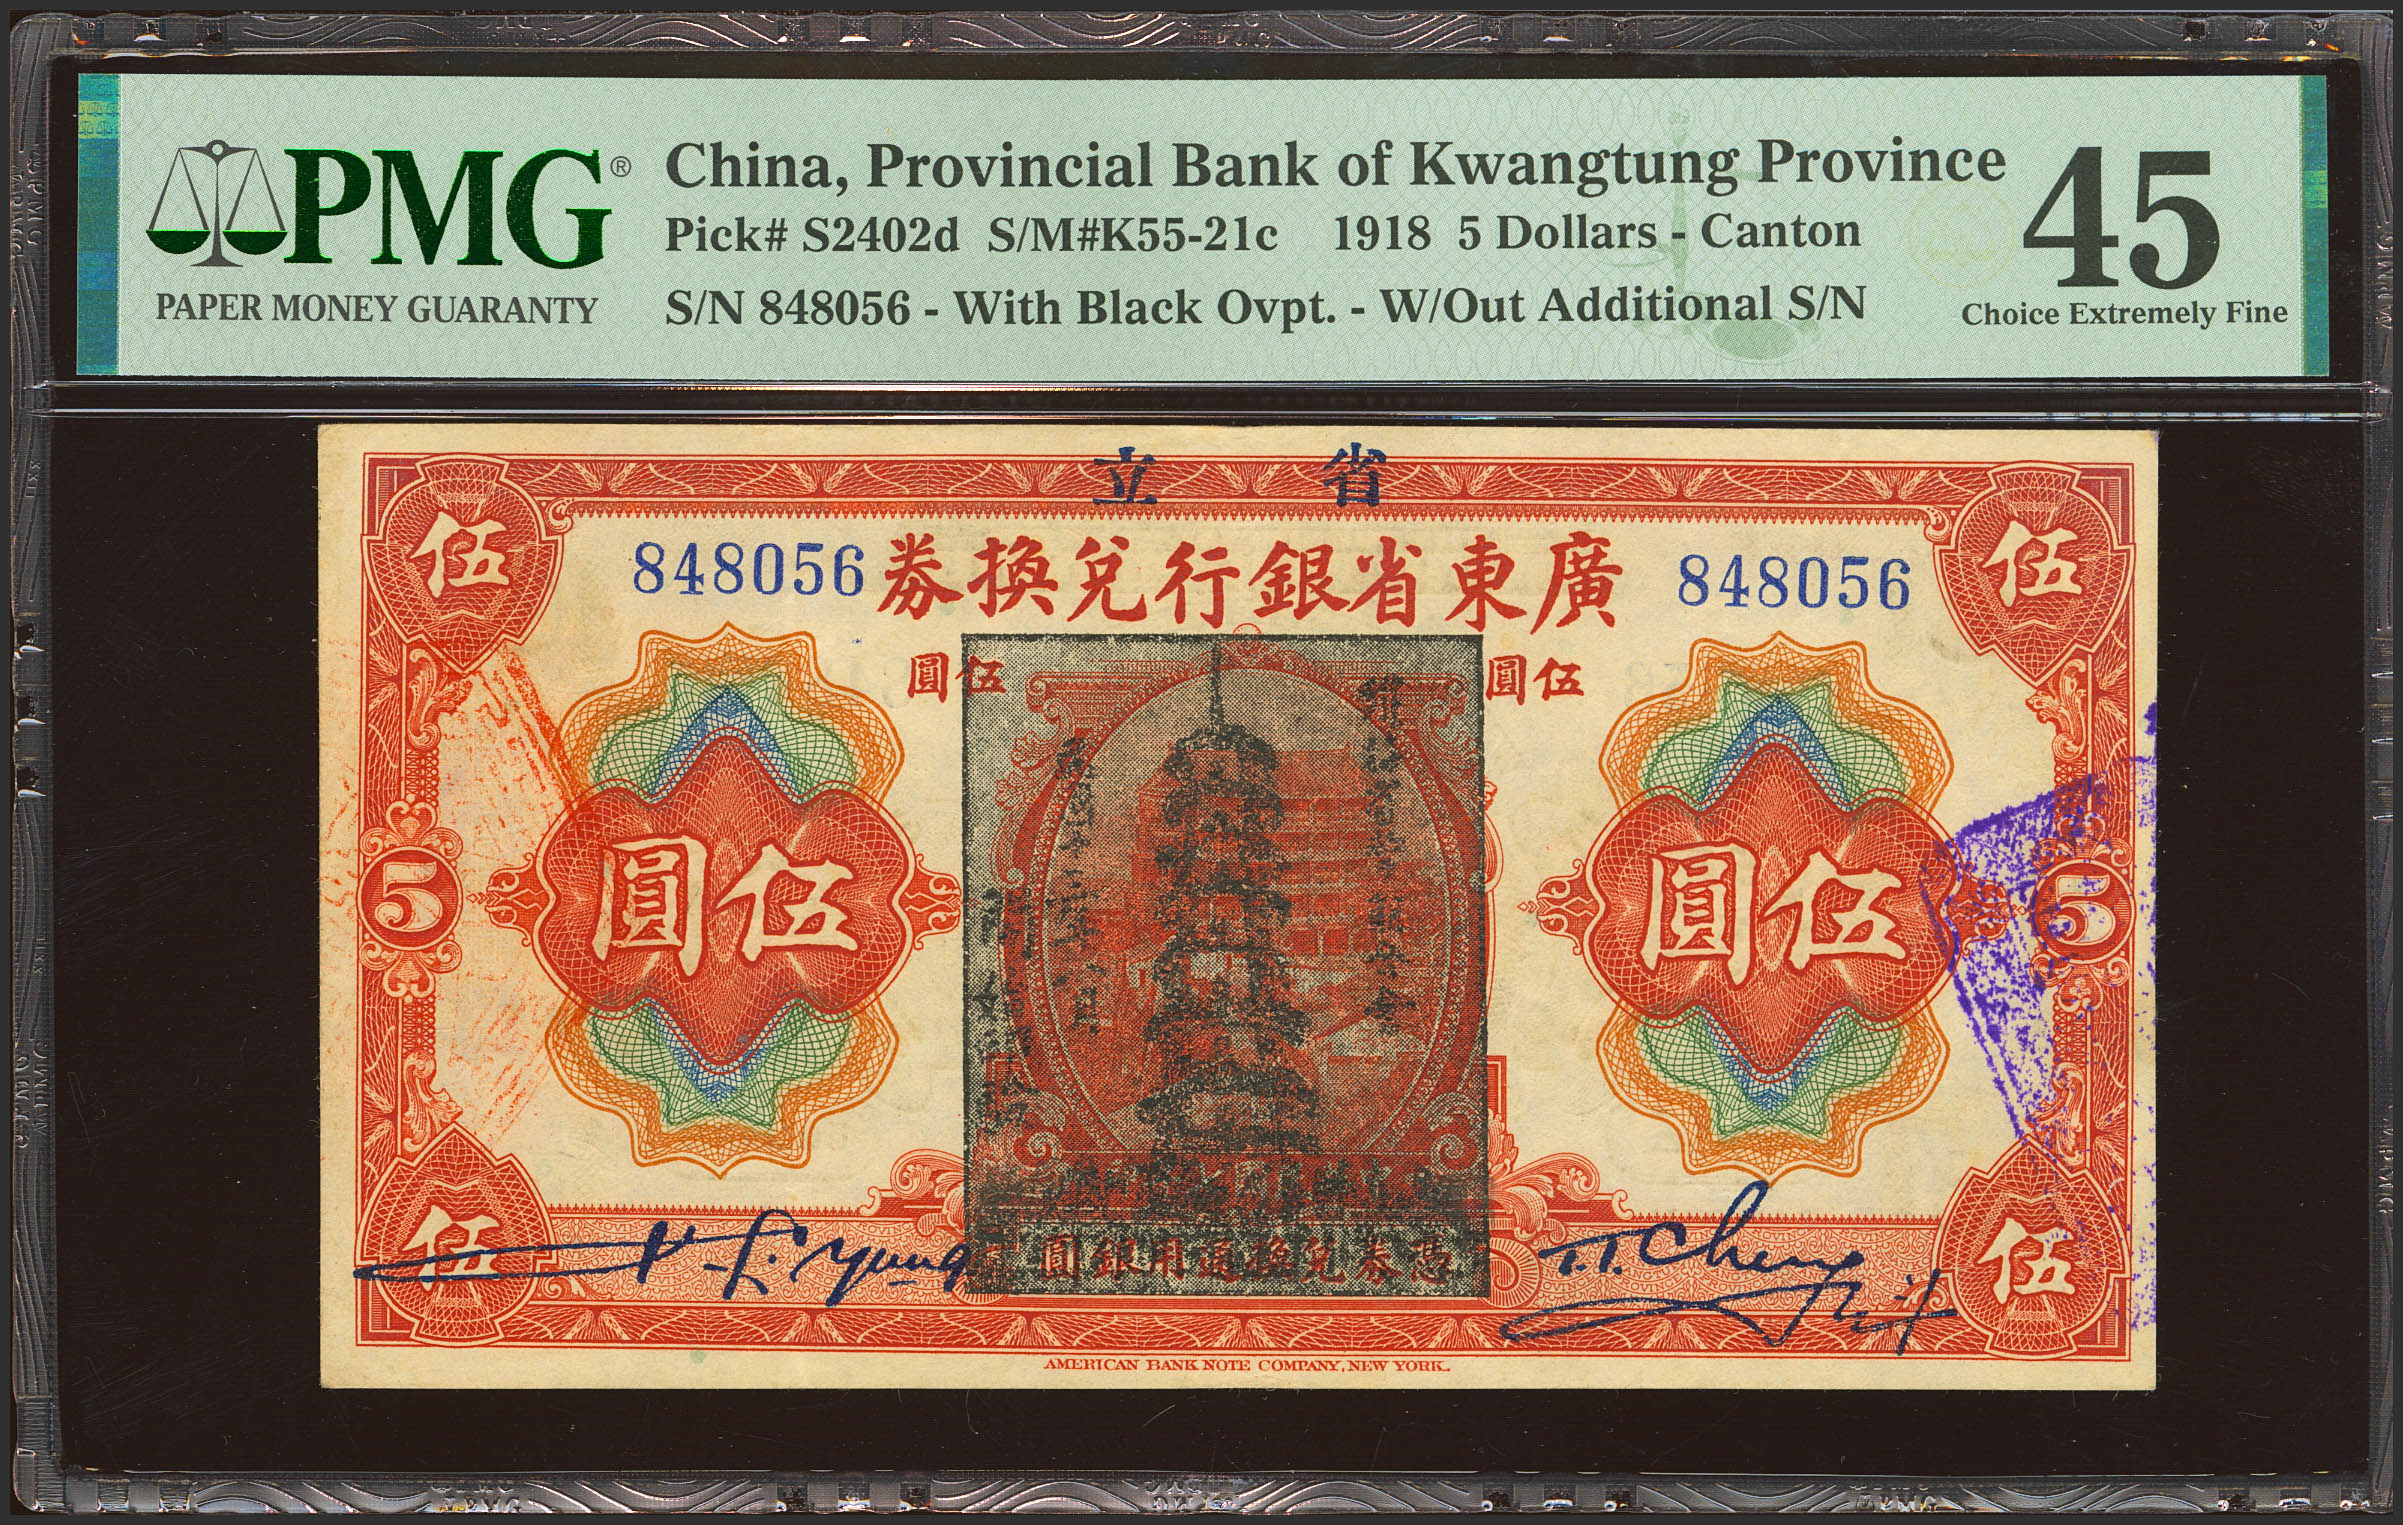 PMG®
PAPER MONEY GUARANTY
China, Provincial Bank of Kwangtung Province
Pick# S2402d S/M#K55-21c 1918 5 Dollars - Canton
S/N 848056 - With Black Ovpt. - W/Out Additional S/N
45
Choice Extremely Fine
省立
伍
伍
848056
廣東省銀行兌換券
848056
伍圓
伍圓
伍圓
伍圓
5
5
憑券兌換通用銀圓
伍
伍
Yung
T.T. Cheng
AMERICAN BANK NOTE COMPANY, NEW YORK.